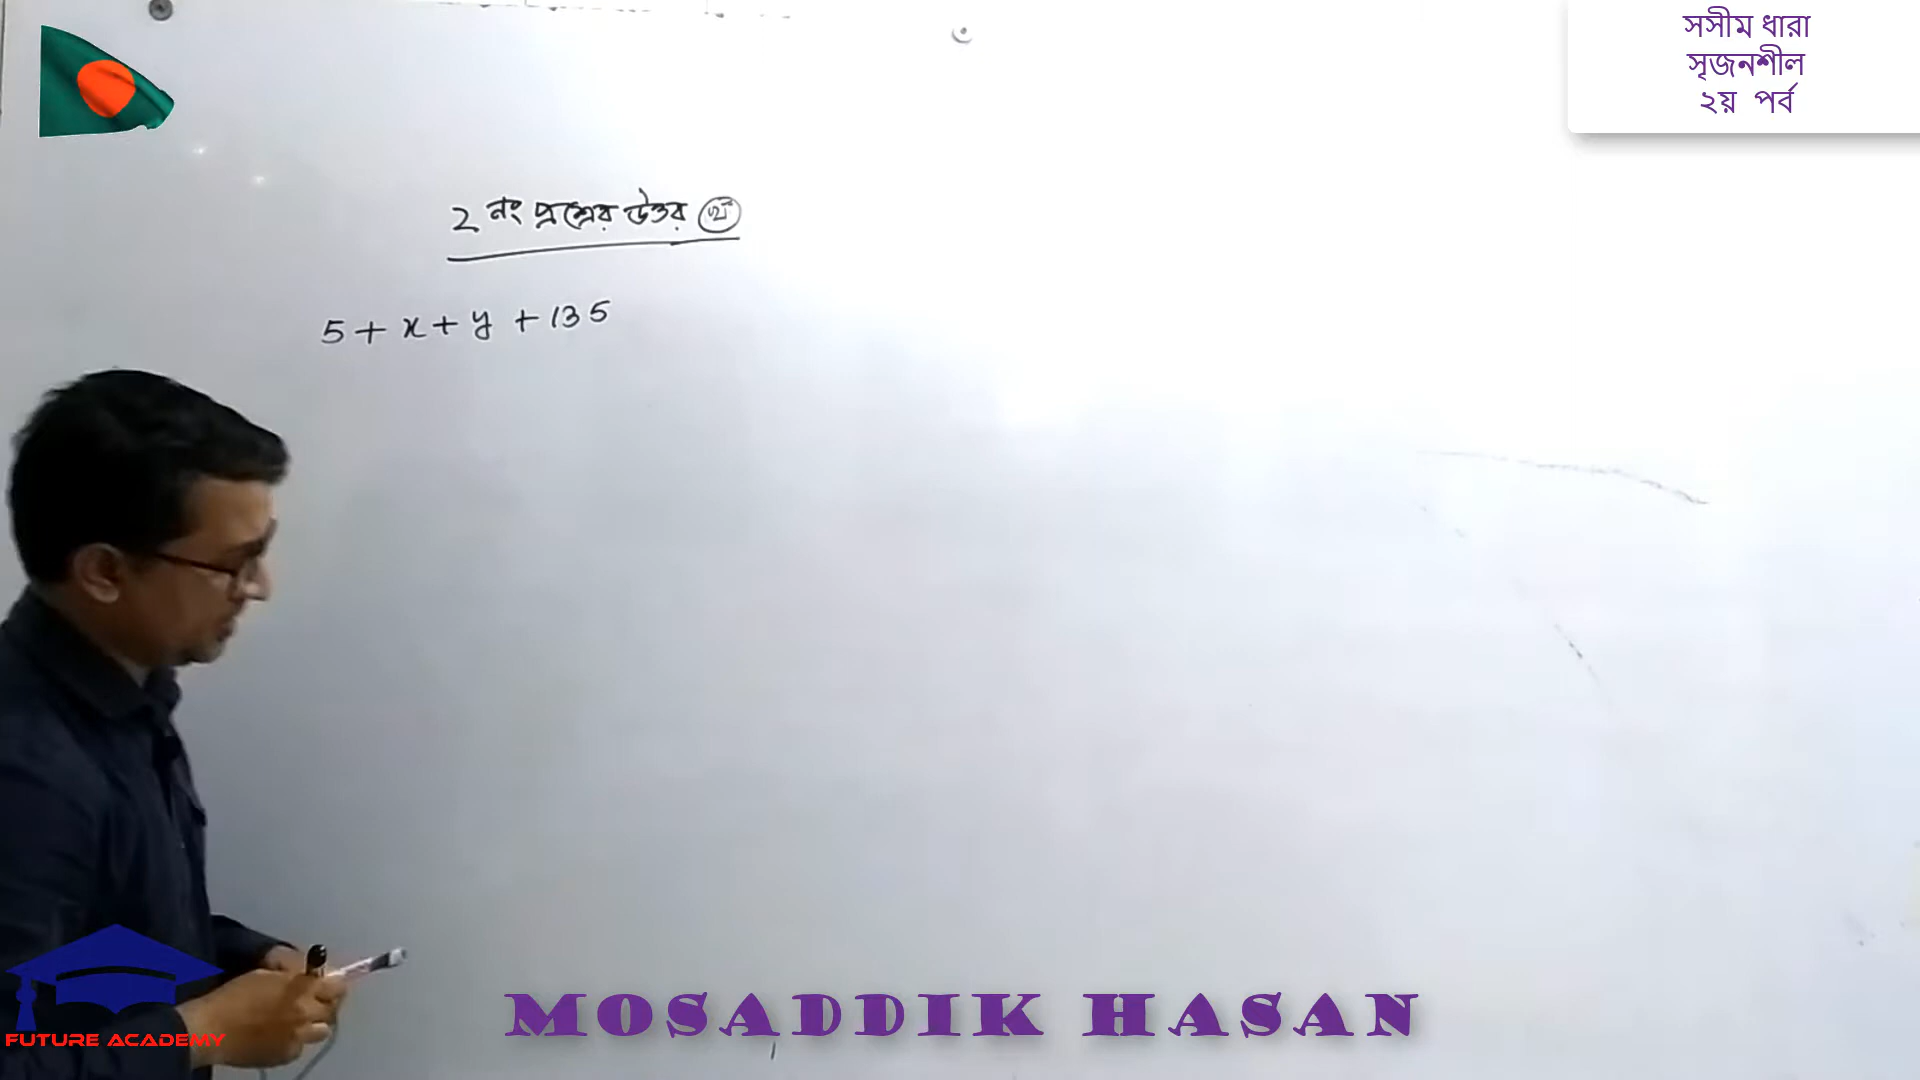 সসীম ধারা
সৃজনশীল
২য় পর্ব
2 নং প্রশ্নের উত্তর (খ)
5 + x + y + 135
MOSADDIK HASAN
FUTURE ACADEMY